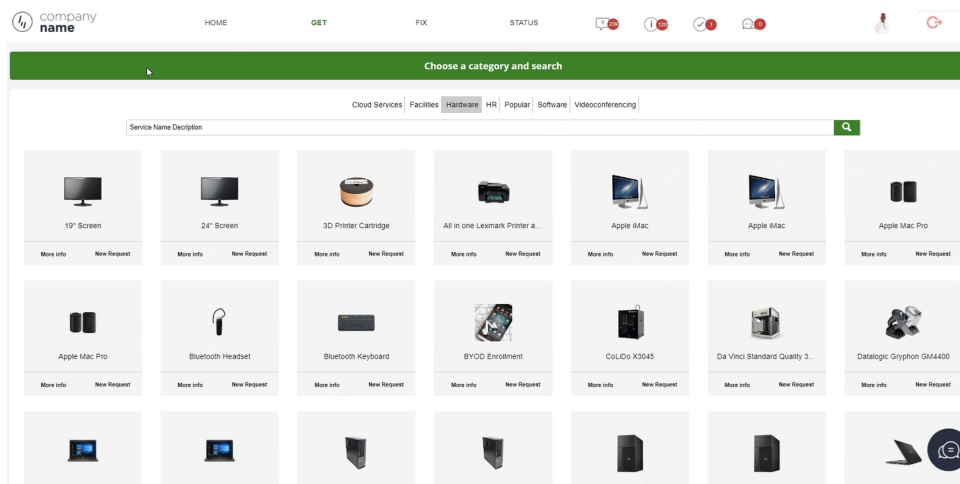 company
name
HOME GET FIX STATUS ? 239 i 1292 1 0
Choose a category and search
Cloud Services Facilities Hardware HR Popular Software Videoconferencing
Service Name Decription
19" Screen 24" Screen 3D Printer Cartridge All in one Lexmark Printer a... Apple iMac Apple iMac Apple Mac Pro
More info New Request More info New Request More info New Request More info New Request More info New Request More info New Request More info New Request
Apple Mac Pro Bluetooth Headset Bluetooth Keyboard BYOD Enrollment CoLiDo X3045 Da Vinci Standard Quality 3... Datalogic Gryphon GM4400
More info New Request More info New Request More info New Request More info New Request More info New Request More info New Request More info New Request